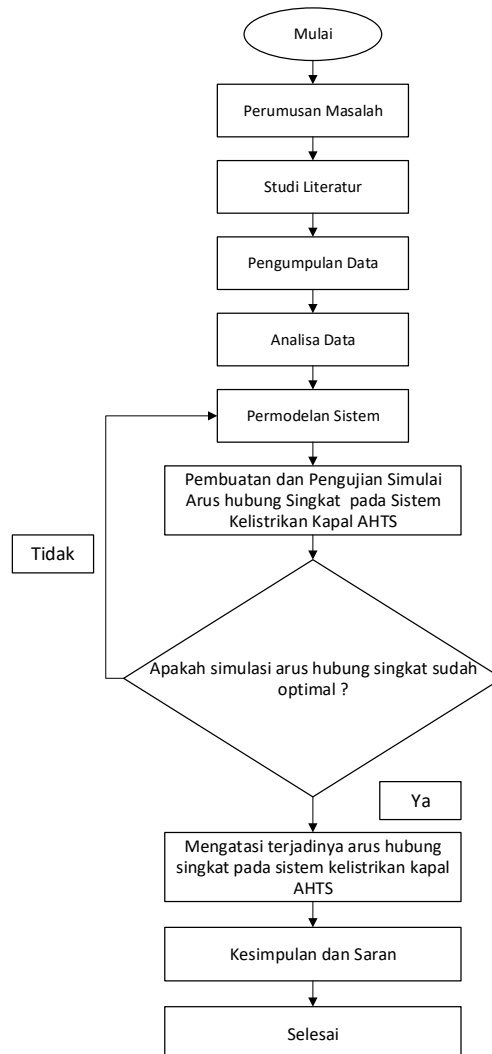 Mulai
Perumusan Masalah
Studi Literatur
Pengumpulan Data
Analisa Data
Permodelan Sistem
Pembuatan dan Pengujian Simulai
Arus hubung Singkat pada Sistem
Kelistrikan Kapal AHTS
Tidak
Apakah simulasi arus hubung singkat sudah
optimal ?
Ya
Mengatasi terjadinya arus hubung
singkat pada sistem kelistrikan kapal
AHTS
Kesimpulan dan Saran
Selesai